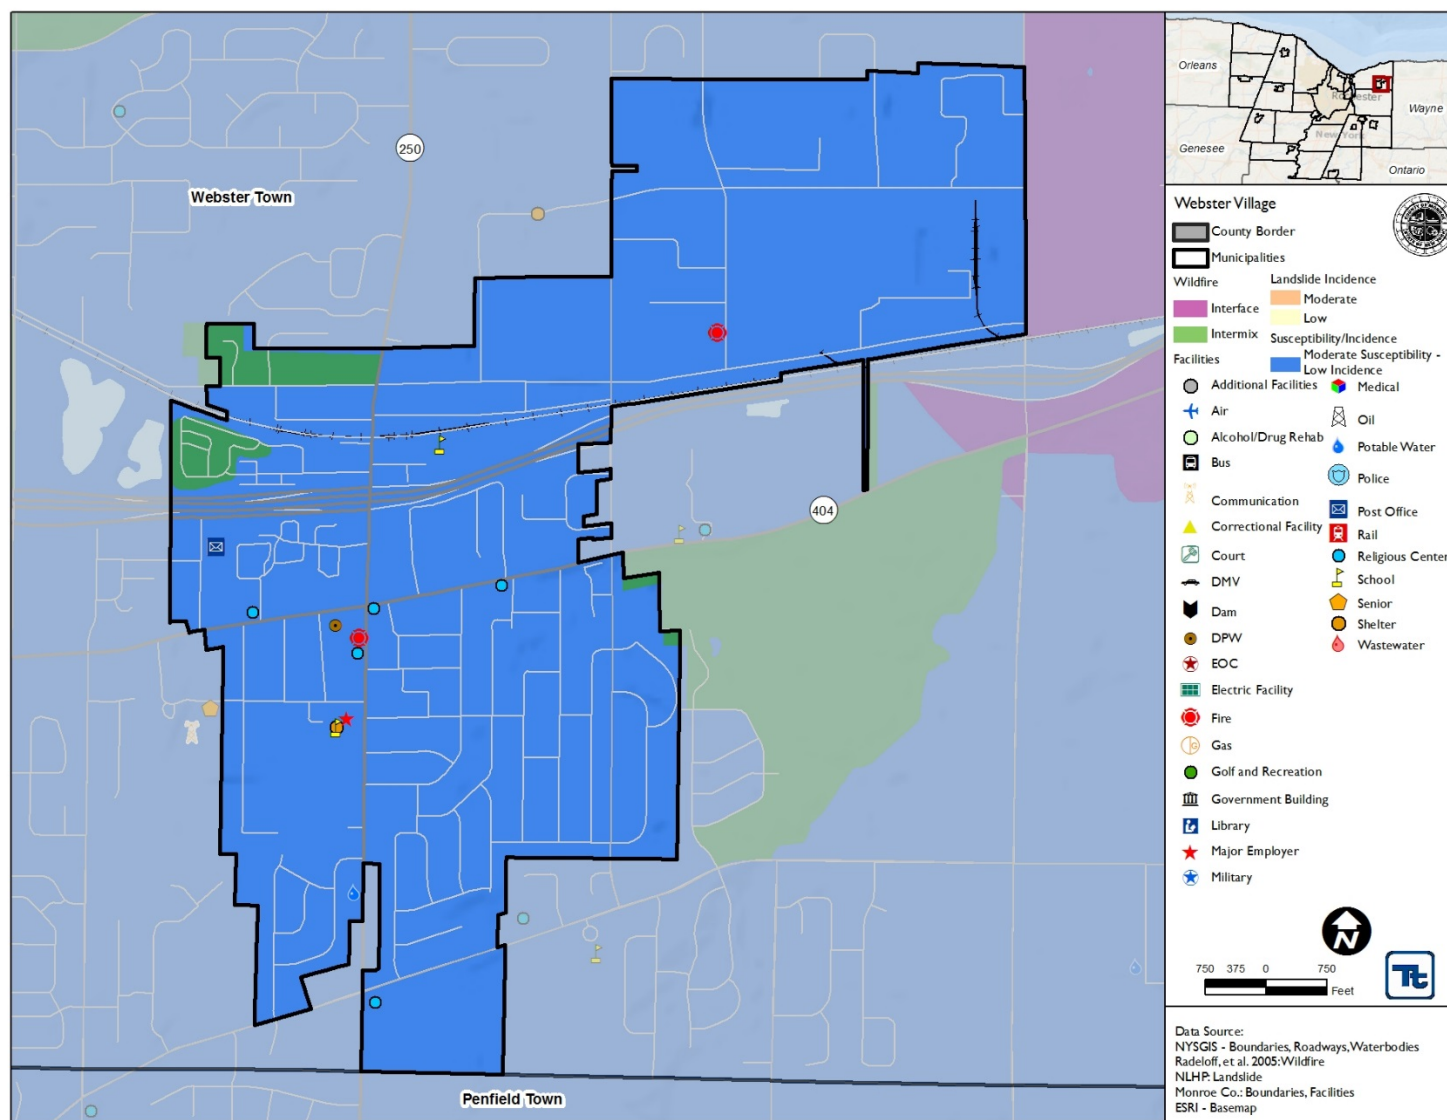 Webster Town
250
404
Penfield Town
Orleans
Rochester
Wayne
New York
Genesee
Ontario
Webster Village
County Border
Municipalities
Wildfire
Interface
Intermix
Landslide Incidence
Moderate
Low
Susceptibility/Incidence
Moderate Susceptibility -
Low Incidence
Facilities
Additional Facilities
Air
Alcohol/Drug Rehab
Bus
Communication
Correctional Facility
Court
DMV
Dam
DPW
EOC
Electric Facility
Fire
Gas
Golf and Recreation
Government Building
Library
Major Employer
Military
Medical
Oil
Potable Water
Police
Post Office
Rail
Religious Center
School
Senior
Shelter
Wastewater
N
750 375 0 750
Feet
Tt
Data Source:
NYSGIS - Boundaries, Roadways, Waterbodies
Radeloff, et al. 2005: Wildfire
NLHP: Landslide
Monroe Co.: Boundaries, Facilities
ESRI - Basemap